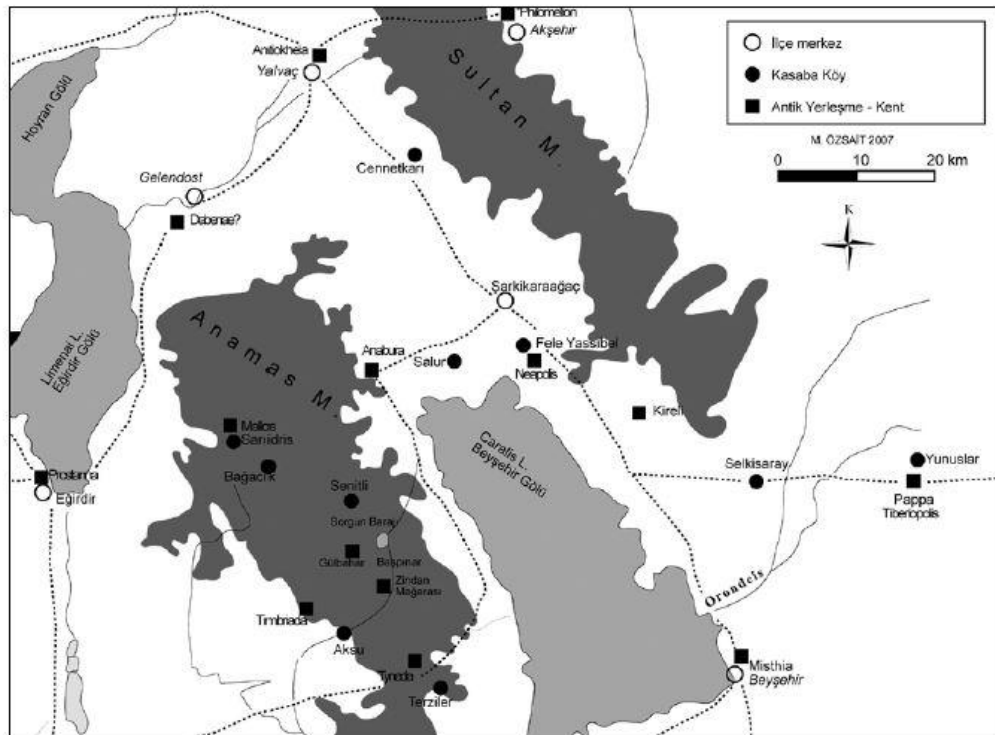 Philomelion
Akşehir
İlçe merkez
Kasaba Köy
Antik Yerleşme - Kent
M. ÖZSAİT 2007
0 10 20 km
K
Antiokheia
Yalvaç
Sultan M.
Hoyran Gölü
Cennetkarı
Gelendost
Dabenae?
Sarkikaraağaç
Anamas M.
Limenai L.
Eğirdir Gölü
Anabura
Salur
Fele Yassıbel
Neapolis
Kireli
Mallos
Sariidris
Bağacık
Caralis L.
Beyşehir Gölü
Prostanna
Eğirdir
Selkisaray
Yunuslar
Pappa
Tiberiopolis
Senitli
Sorgun Barajı
Gülbahar
Başpınar
Zindan
Mağarası
Timbriada
Aksu
Orondeis
Tynada
Terziler
Misthia
Beyşehir